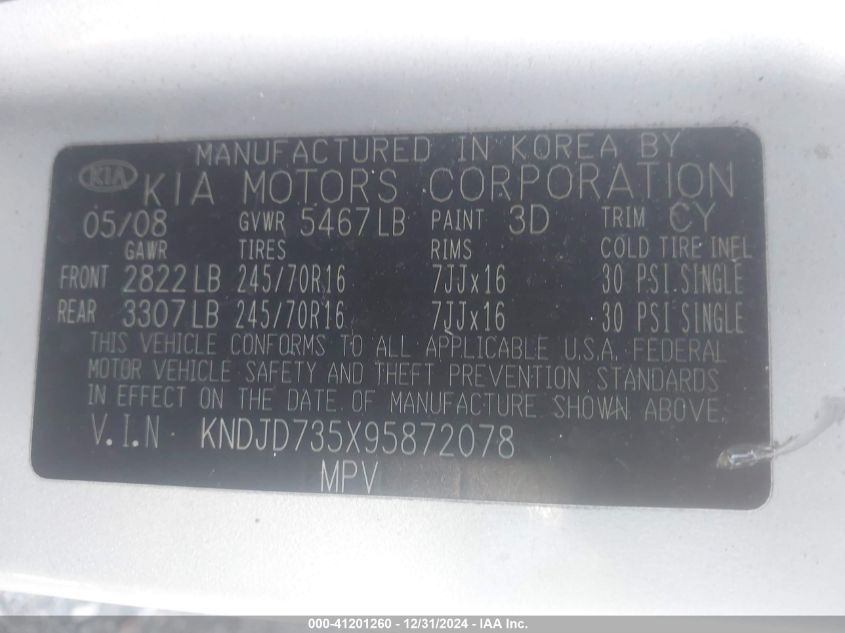 MANUFACTURED IN KOREA BY
KIA KIA MOTORS CORPORATION
05/08 GVWR 5467LB PAINT 3D TRIM CY
GAWR TIRES RIMS COLD TIRE INFL
FRONT 2822LB 245/70R16 7JJx16 30 PSI.SINGLE
REAR 3307LB 245/70R16 7JJx16 30 PSI SINGLE
THIS VEHICLE CONFORMS TO ALL APPLICABLE U.S.A. FEDERAL
MOTOR VEHICLE SAFETY AND THEFT PREVENTION STANDARDS
IN EFFECT ON THE DATE OF MANUFACTURE SHOWN ABOVE.
V.I.N KNDJD735X95872078
MPV
000-41201260 - 12/31/2024 - IAA Inc.